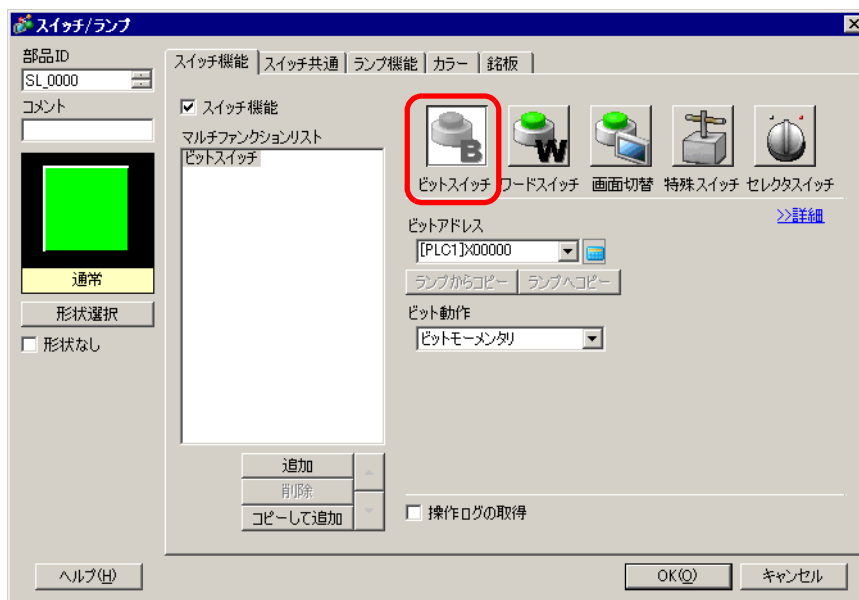 スイッチ/ランプ
部品ID
SL_0000
コメント
通常
形状選択
形状なし
スイッチ機能 スイッチ共通 ランプ機能 カラー 銘板
スイッチ機能
マルチファンクションリスト
ビットスイッチ
追加
削除
コピーして追加
B W
ビットスイッチ ワードスイッチ 画面切替 特殊スイッチ セレクタスイッチ
>>詳細
ビットアドレス
[PLC1]X00000
ランプからコピー ランプへコピー
ビット動作
ビットモーメンタリ
操作ログの取得
ヘルプ(H) OK(O) キャンセル